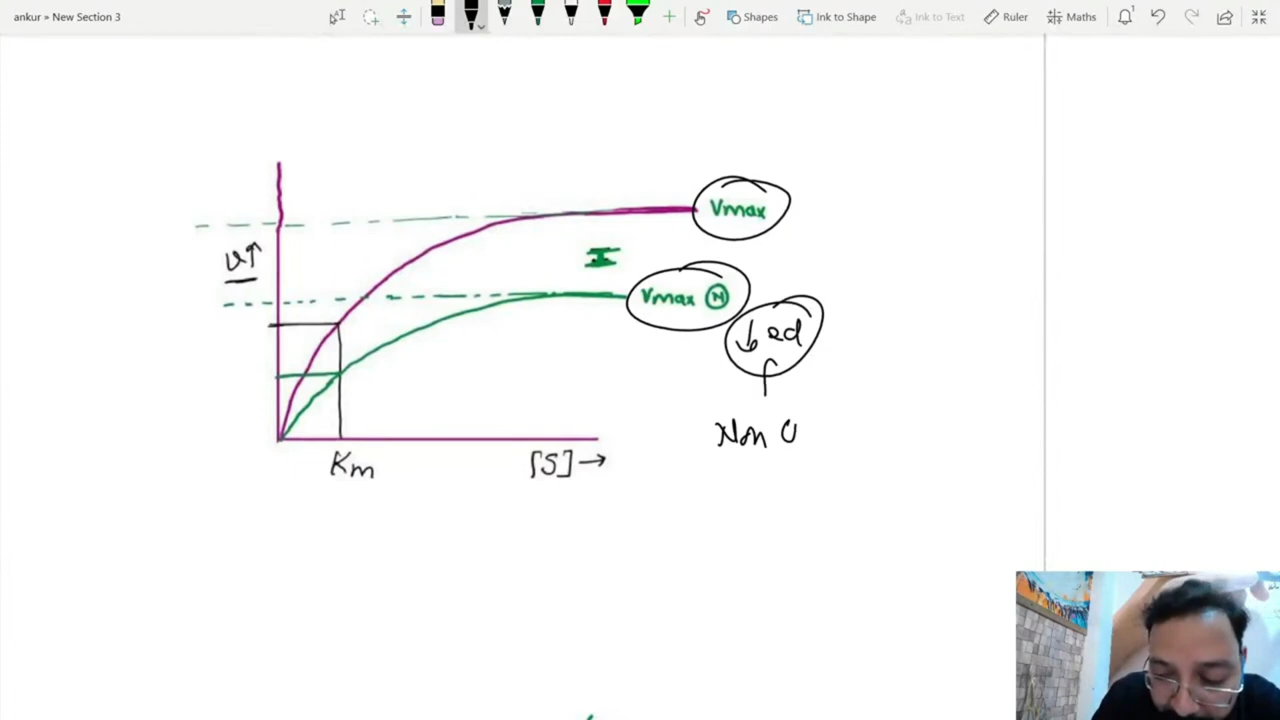 ankur » New Section 3
Shapes
Ink to Shape
Ink to Text
Ruler
Maths
Vmax
I
v↑
Vmax M
↓ed
Non C
Km
[S]→